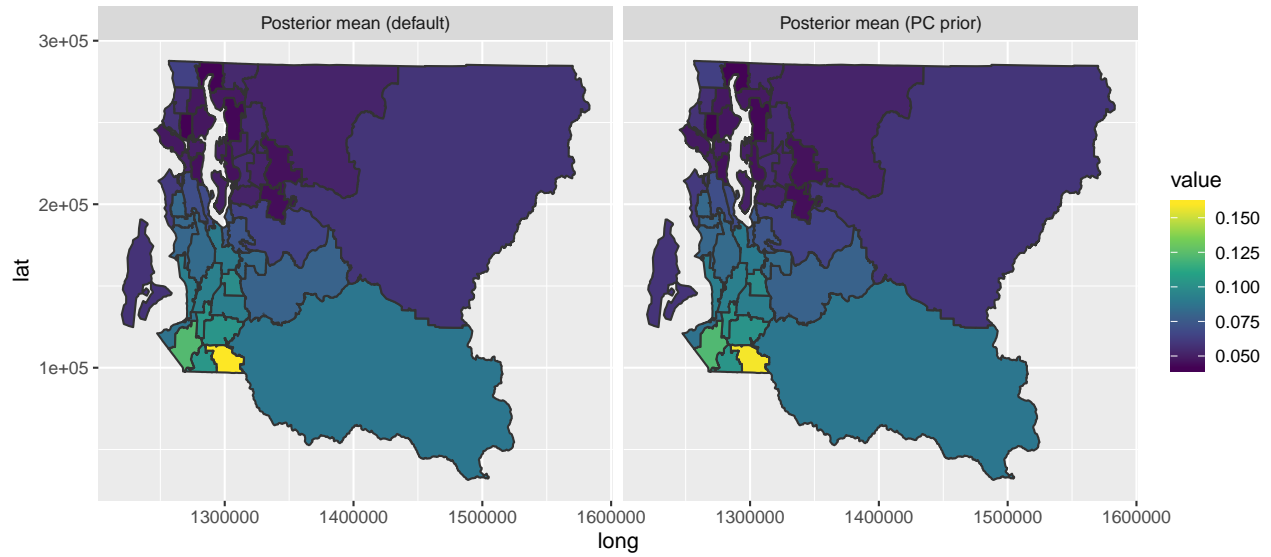 Posterior mean (default)
Posterior mean (PC prior)
3e+05
2e+05
1e+05
lat
value
0.150
0.125
0.100
0.075
0.050
1300000
1400000
1500000
1600000
1300000
1400000
1500000
1600000
long